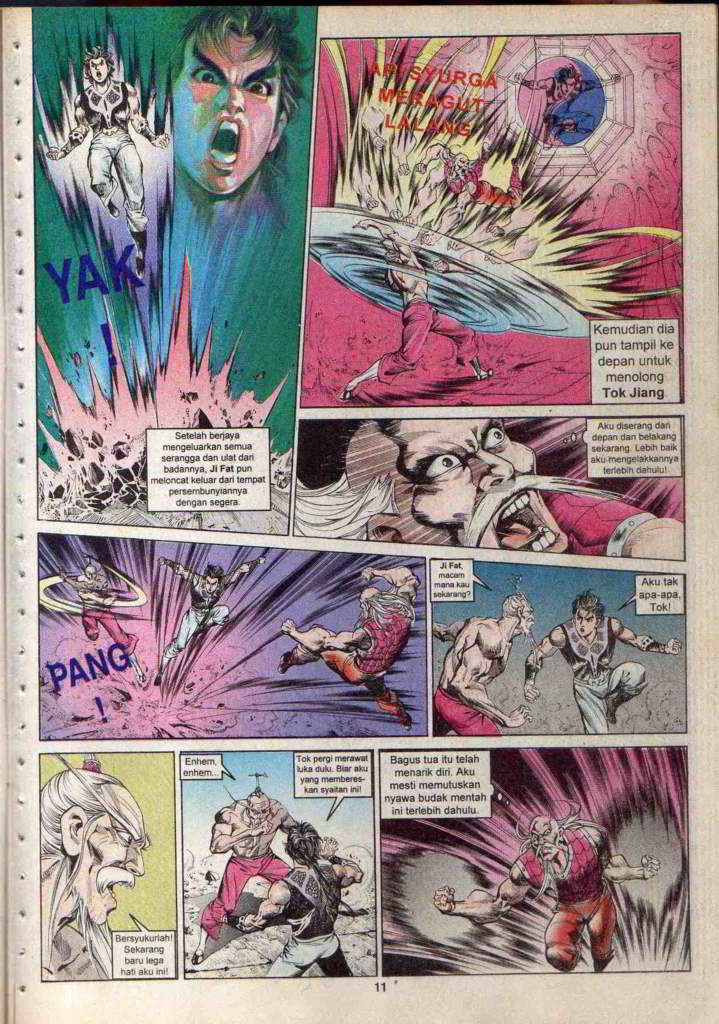 YAK
!
Setelah berjaya
mengeluarkan semua
serangga dan ulat dari
badannya, Ji Fat pun
meloncat keluar dari tempat
persembunyiannya
dengan segera.
API SYURGA
MERAGUT
LALANG
Kemudian dia
pun tampil ke
depan untuk
menolong
Tok Jiang.
Aku diserang dari
depan dan belakang
sekarang. Lebih baik
aku mengelakkannya
terlebih dahulu!
PANG
!
Ji Fat,
macam
mana kau
sekarang?
Aku tak
apa-apa,
Tok!
Bersyukurlah!
Sekarang
baru lega
hati aku ini!
Enhem,
enhem...
Tok pergi merawat
luka dulu. Biar aku
yang memberes-
kan syaitan ini!
Bagus tua itu telah
menarik diri. Aku
mesti memutuskan
nyawa budak mentah
ini terlebih dahulu.
11